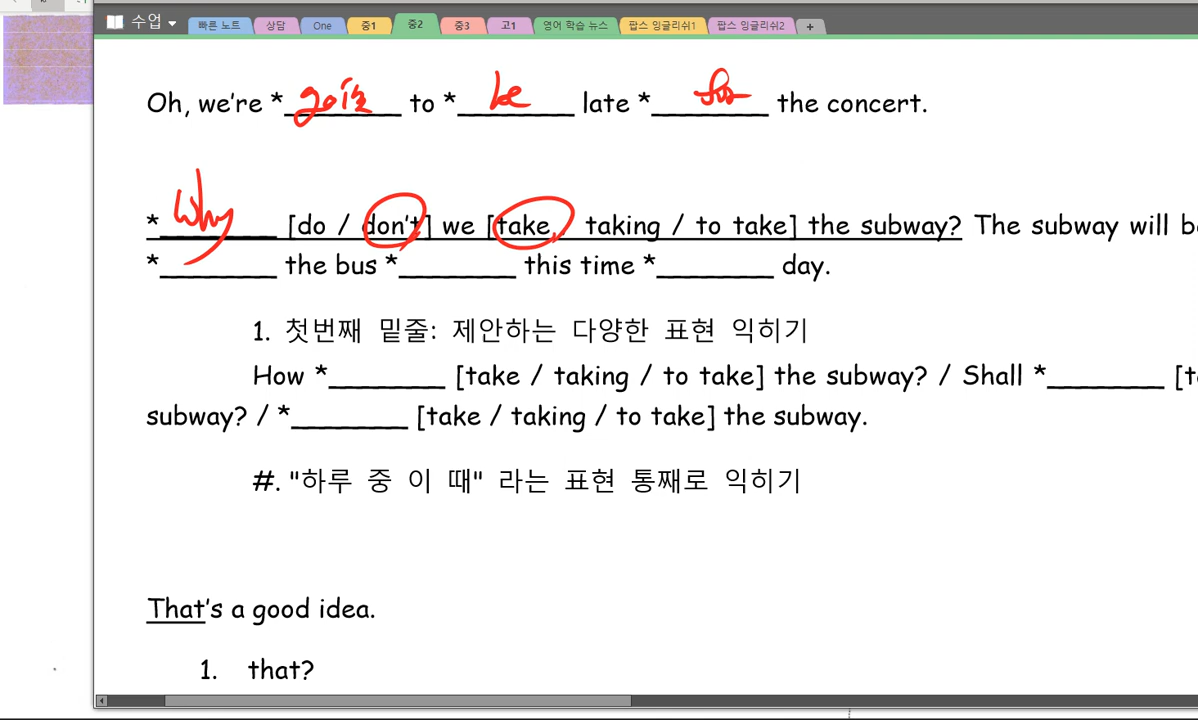 수업 빠른 노트 상담 One 중1 중2 중3 고1 영어 학습 뉴스 팝스 잉글리쉬1 팝스 잉글리쉬2 +
Oh, we're * going to * be late * for the concert.
* Why [do / don't] we [take / taking / to take] the subway? The subway will
* ________ the bus * ________ this time * ________ day.
1. 첫번째 밑줄: 제안하는 다양한 표현 익히기
How * ________ [take / taking / to take] the subway? / Shall * ________
subway? / * ________ [take / taking / to take] the subway.
#. "하루 중 이 때" 라는 표현 통째로 익히기
That's a good idea.
1. that?